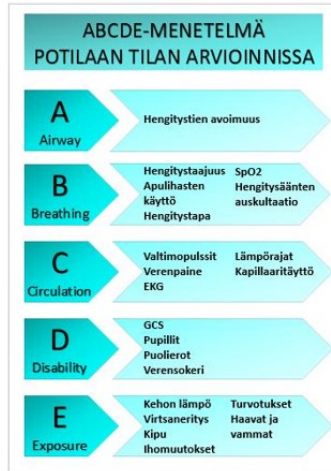 ABCDE-MENETELMÄ
POTILAAN TILAN ARVIOINNISSA
A
Airway
Hengitystien avoimuus
B
Breathing
Hengitystaajuus
Apulihasten
käyttö
Hengitystapa
SpO2
Hengitysäänten
auskultaatio
C
Circulation
Valtimopulssit
Verenpaine
EKG
Lämpörajat
Kapillaaritäyttö
D
Disability
GCS
Pupillit
Puolierot
Verensokeri
E
Exposure
Kehon lämpö
Virtsaneritys
Kipu
Ihomuutokset
Turvotukset
Haavat ja
vammat